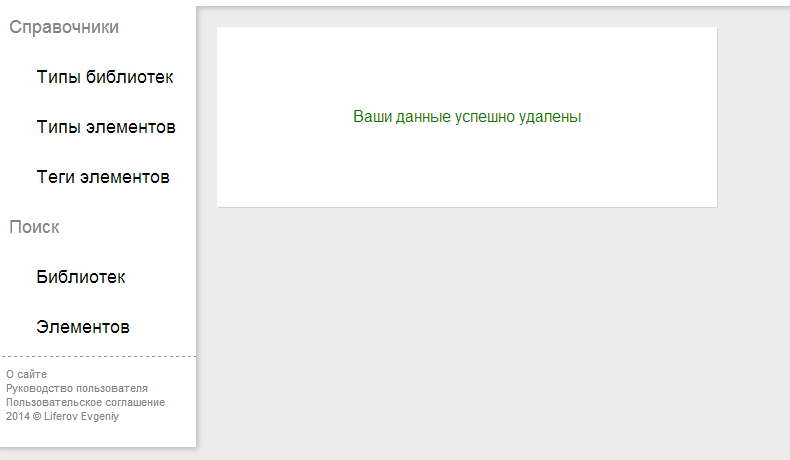 Справочники
Типы библиотек
Типы элементов
Теги элементов
Поиск
Библиотек
Элементов
О сайте
Руководство пользователя
Пользовательское соглашение
2014 © Liferov Evgeniy
Ваши данные успешно удалены